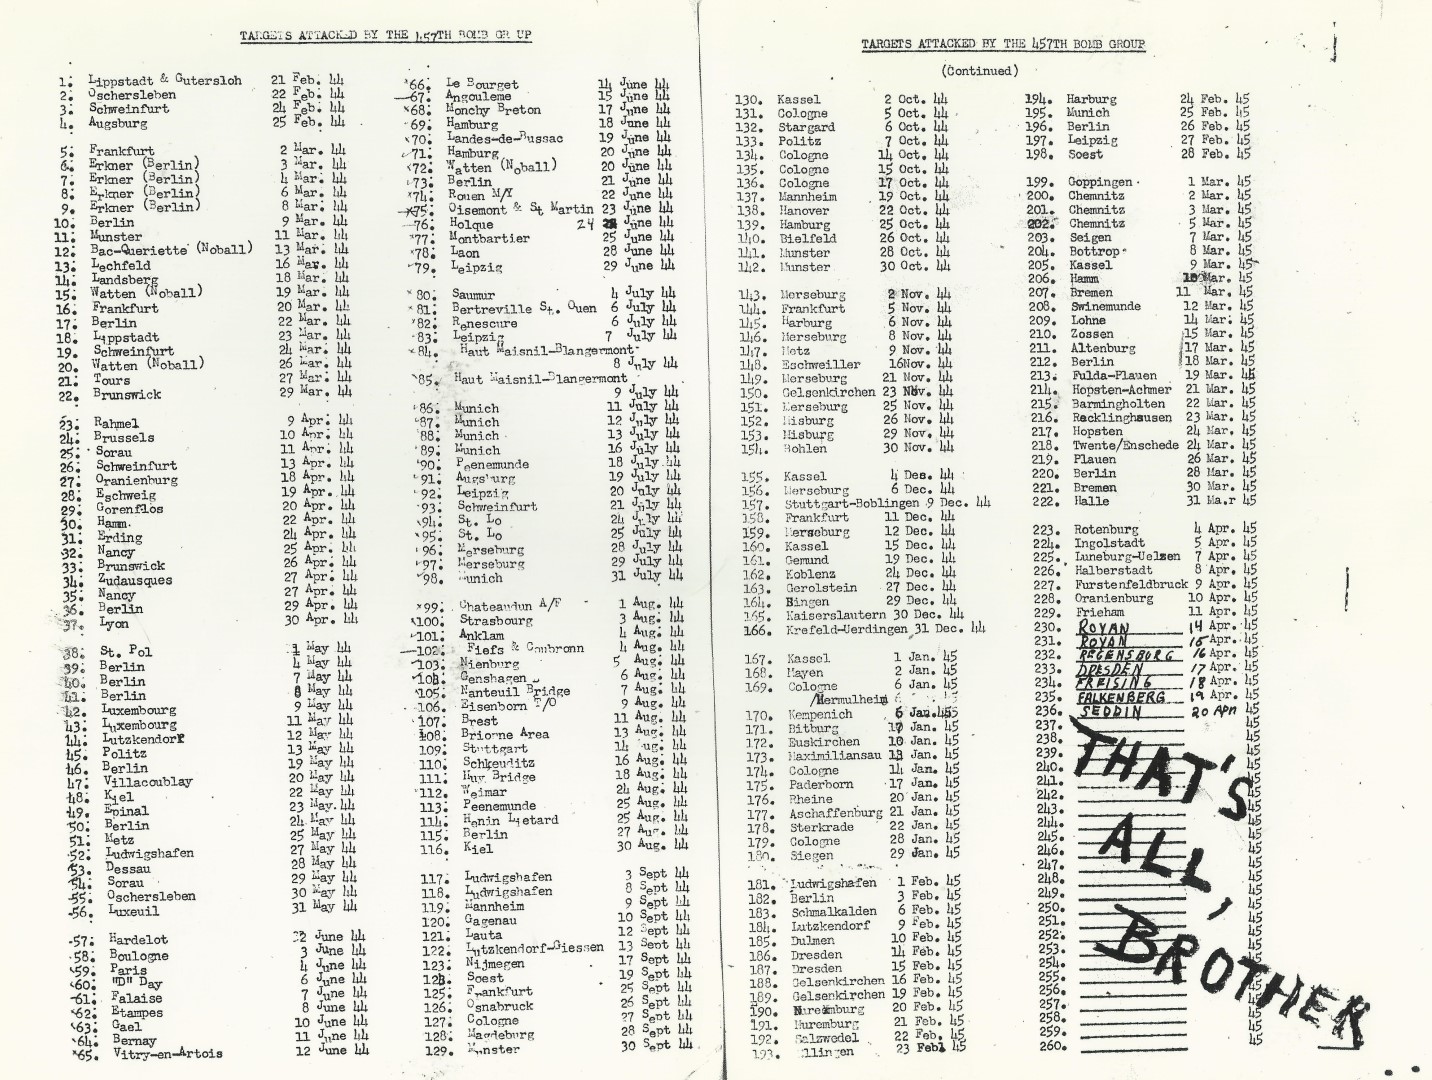 TARGETS ATTACKED BY THE 457TH BOMB GROUP
1. Lippstadt & Gutersloh 21 Feb. 44
2. Oschersleben 22 Feb. 44
3. Schweinfurt 24 Feb. 44
4. Augsburg 25 Feb. 44
5. Frankfurt 2 Mar. 44
6. Erkner (Berlin) 3 Mar. 44
7. Erkner (Berlin) 4 Mar. 44
8. Erkner (Berlin) 6 Mar. 44
9. Erkner (Berlin) 8 Mar. 44
10. Berlin 9 Mar. 44
11. Munster 11 Mar. 44
12. Bac-Queriette (Noball) 13 Mar. 44
13. Lechfeld 16 Mar. 44
14. Landsberg 18 Mar. 44
15. Watten (Noball) 19 Mar. 44
16. Frankfurt 20 Mar. 44
17. Berlin 22 Mar. 44
18. Lippstadt 23 Mar. 44
19. Schweinfurt 24 Mar. 44
20. Watten (Noball) 26 Mar. 44
21. Tours 27 Mar. 44
22. Brunswick 29 Mar. 44
23. Rahmel 9 Apr. 44
24. Brussels 10 Apr. 44
25. Sorau 11 Apr. 44
26. Schweinfurt 13 Apr. 44
27. Oranienburg 18 Apr. 44
28. Eschweig 19 Apr. 44
29. Gorenflos 20 Apr. 44
30. Hamm. 22 Apr. 44
31. Erding 24 Apr. 44
32. Nancy 25 Apr. 44
33. Brunswick 26 Apr. 44
34. Zudausques 27 Apr. 44
35. Nancy 27 Apr. 44
36. Berlin 29 Apr. 44
37. Lyon 30 Apr. 44
38. St. Pol 1 May 44
39. Berlin 4 May 44
40. Berlin 7 May 44
41. Berlin 8 May 44
42. Luxembourg 9 May 44
43. Luxembourg 11 May 44
44. Lutzkendorf 12 May 44
45. Politz 13 May 44
46. Berlin 19 May 44
47. Villacoublay 20 May 44
48. Kiel 22 May 44
49. Epinal 23 May. 44
50. Berlin 24 May 44
51. Metz 25 May 44
52. Ludwigshafen 27 May 44
53. Dessau 28 May 44
54. Sorau 29 May 44
55. Oschersleben 30 May 44
56. Luxeuil 31 May 44
57. Hardelot 2 June 44
58. Boulogne 3 June 44
59. Paris 4 June 44
60. "D" Day 6 June 44
61. Falaise 7 June 44
62. Etampes 8 June 44
63. Gael 10 June 44
64. Bernay 11 June 44
65. Vitry-en-Artois 12 June 44
66. Le Bourget 14 June 44
67. Angouleme 15 June 44
68. Monchy Breton 17 June 44
69. Hamburg 18 June 44
70. Landes-de-Bussac 19 June 44
71. Hamburg 20 June 44
72. Watten (Noball) 20 June 44
73. Berlin 21 June 44
74. Rouen M/Y 22 June 44
75. Oisemont & St Martin 23 June 44
76. Holque 24 June 44
77. Montbartier 25 June 44
78. Laon 28 June 44
79. Leipzig 29 June 44
80. Saumur 4 July 44
81. Bertreville St. Ouen 6 July 44
82. Renescure 6 July 44
83. Leipzig 7 July 44
84. Haut Maisnil-Blangermont
8 July 44
85. Haut Maisnil-Blangermont
9 July 44
86. Munich 11 July 44
87. Munich 12 July 44
88. Munich 13 July 44
89. Munich 16 July 44
90. Peenemunde 18 July 44
91. Augsburg 19 July 44
92. Leipzig 20 July 44
93. Schweinfurt 21 July 44
94. St. Lo 24 July 44
95. St. Lo 25 July 44
96. Merseburg 28 July 44
97. Merseburg 29 July 44
98. Munich 31 July 44
99. Chateaudun A/F 1 Aug. 44
100. Strasbourg 3 Aug. 44
101. Anklam 4 Aug. 44
102. Fiefs & Coubronn 4 Aug. 44
103. Nienburg 5 Aug. 44
104. Genshagen 6 Aug. 44
105. Nanteuil Bridge 7 Aug. 44
106. Eisenborn T/O 9 Aug. 44
107. Brest 11 Aug. 44
108. Brionne Area 13 Aug. 44
109. Stuttgart 14 Aug. 44
110. Schkeuditz 16 Aug. 44
111. Huy Bridge 18 Aug. 44
112. Weimar 24 Aug. 44
113. Peenemunde 25 Aug. 44
114. Henin Lietard 25 Aug. 44
115. Berlin 27 Aug. 44
116. Kiel 30 Aug. 44
117. Ludwigshafen 3 Sept 44
118. Ludwigshafen 8 Sept 44
119. Mannheim 9 Sept 44
120. Gagenau 10 Sept 44
121. Lauta 12 Sept 44
122. Lutzkendorf-Giessen 13 Sept 44
123. Nijmegen 17 Sept 44
124. Soest 19 Sept 44
125. Frankfurt 25 Sept 44
126. Osnabruck 26 Sept 44
127. Cologne 27 Sept 44
128. Magdeburg 28 Sept 44
129. Munster 30 Sept 44
TARGETS ATTACKED BY THE 457TH BOMB GROUP
(Continued)
130. Kassel 2 Oct. 44
131. Cologne 5 Oct. 44
132. Stargard 6 Oct. 44
133. Politz 7 Oct. 44
134. Cologne 14 Oct. 44
135. Cologne 15 Oct. 44
136. Cologne 17 Oct. 44
137. Mannheim 19 Oct. 44
138. Hanover 22 Oct. 44
139. Hamburg 25 Oct. 44
140. Bielfeld 26 Oct. 44
141. Munster 28 Oct. 44
142. Munster 30 Oct. 44
143. Merseburg 2 Nov. 44
144. Frankfurt 5 Nov. 44
145. Harburg 6 Nov. 44
146. Merseburg 8 Nov. 44
147. Metz 9 Nov. 44
148. Eschweiller 16Nov. 44
149. Merseburg 21 Nov. 44
150. Gelsenkirchen 23 Nov. 44
151. Merseburg 25 Nov. 44
152. Misburg 26 Nov. 44
153. Misburg 29 Nov. 44
154. Bohlen 30 Nov. 44
155. Kassel 4 Des. 44
156. Merseburg 6 Dec. 44
157. Stuttgart-Boblingen 9 Dec. 44
158. Frankfurt 11 Dec. 44
159. Merseburg 12 Dec. 44
160. Kassel 15 Dec. 44
161. Gemund 19 Dec. 44
162. Koblenz 24 Dec. 44
163. Gerolstein 27 Dec. 44
164. Bingen 29 Dec. 44
165. Kaiserslautern 30 Dec. 44
166. Krefeld-Uerdingen 31 Dec. 44
167. Kassel 1 Jan. 45
168. Mayen 2 Jan. 45
169. Cologne 6 Jan. 45
/Mermulheim
170. Kempenich 6 Jan. 45
171. Bitburg 17 Jan. 45
172. Euskirchen 10 Jan. 45
173. Maximiliansau 13 Jan. 45
174. Cologne 14 Jan. 45
175. Paderborn 17 Jan. 45
176. Rheine 20 Jan. 45
177. Aschaffenburg 21 Jan. 45
178. Sterkrade 22 Jan. 45
179. Cologne 28 Jan. 45
180. Siegen 29 Jan. 45
181. Ludwigshafen 1 Feb. 45
182. Berlin 3 Feb. 45
183. Schmalkalden 6 Feb. 45
184. Lutzkendorf 9 Feb. 45
185. Dulmen 10 Feb. 45
186. Dresden 14 Feb. 45
187. Dresden 15 Feb. 45
188. Gelsenkirchen 16 Feb. 45
189. Gelsenkirchen 19 Feb. 45
190. Nuremburg 20 Feb. 45
191. Nuremburg 21 Feb. 45
192. Salzwedel 22 Feb. 45
193. Ellingen 23 Feb. 45
194. Harburg 24 Feb. 45
195. Munich 25 Feb. 45
196. Berlin 26 Feb. 45
197. Leipzig 27 Feb. 45
198. Soest 28 Feb. 45
199. Goppingen 1 Mar. 45
200. Chemnitz 2 Mar. 45
201. Chemnitz 3 Mar. 45
202. Chemnitz 5 Mar. 45
203. Seigen 7 Mar. 45
204. Bottrop 8 Mar. 45
205. Kassel 9 Mar. 45
206. Hamm 10 Mar. 45
207. Bremen 11 Mar. 45
208. Swinemunde 12 Mar. 45
209. Lohne 14 Mar. 45
210. Zossen 15 Mar. 45
211. Altenburg 17 Mar. 45
212. Berlin 18 Mar. 45
213. Fulda-Plauen 19 Mar. 45
214. Hopsten-Achmer 21 Mar. 45
215. Barmingholten 22 Mar. 45
216. Recklinghausen 23 Mar. 45
217. Hopsten 24 Mar. 45
218. Twente/Enschede 24 Mar. 45
219. Plauen 26 Mar. 45
220. Berlin 28 Mar. 45
221. Bremen 30 Mar. 45
222. Halle 31 Ma.r 45
223. Rotenburg 4 Apr. 45
224. Ingolstadt 5 Apr. 45
225. Luneburg-Uelzen 7 Apr. 45
226. Halberstadt 8 Apr. 45
227. Furstenfeldbruck 9 Apr. 45
228. Oranienburg 10 Apr. 45
229. Frieham 11 Apr. 45
230. ROYAN 14 Apr. 45
231. ROYAN 15 Apr. 45
232. REGENSBURG 16 Apr. 45
233. DRESDEN 17 Apr. 45
234. FREISING 18 Apr. 45
235. FALKENBERG 19 Apr. 45
236. SEDDIN 20 APR 45
237. 45
238. 45
239. 45
240. 45
241. 45
242. 45
243. 45
244. 45
245. 45
246. 45
247. 45
248. 45
249. 45
250. 45
251. 45
252. 45
253. 45
254. 45
255. 45
256. 45
257. 45
258. 45
259. 45
260. 45
THAT'S
ALL,
BROTHER